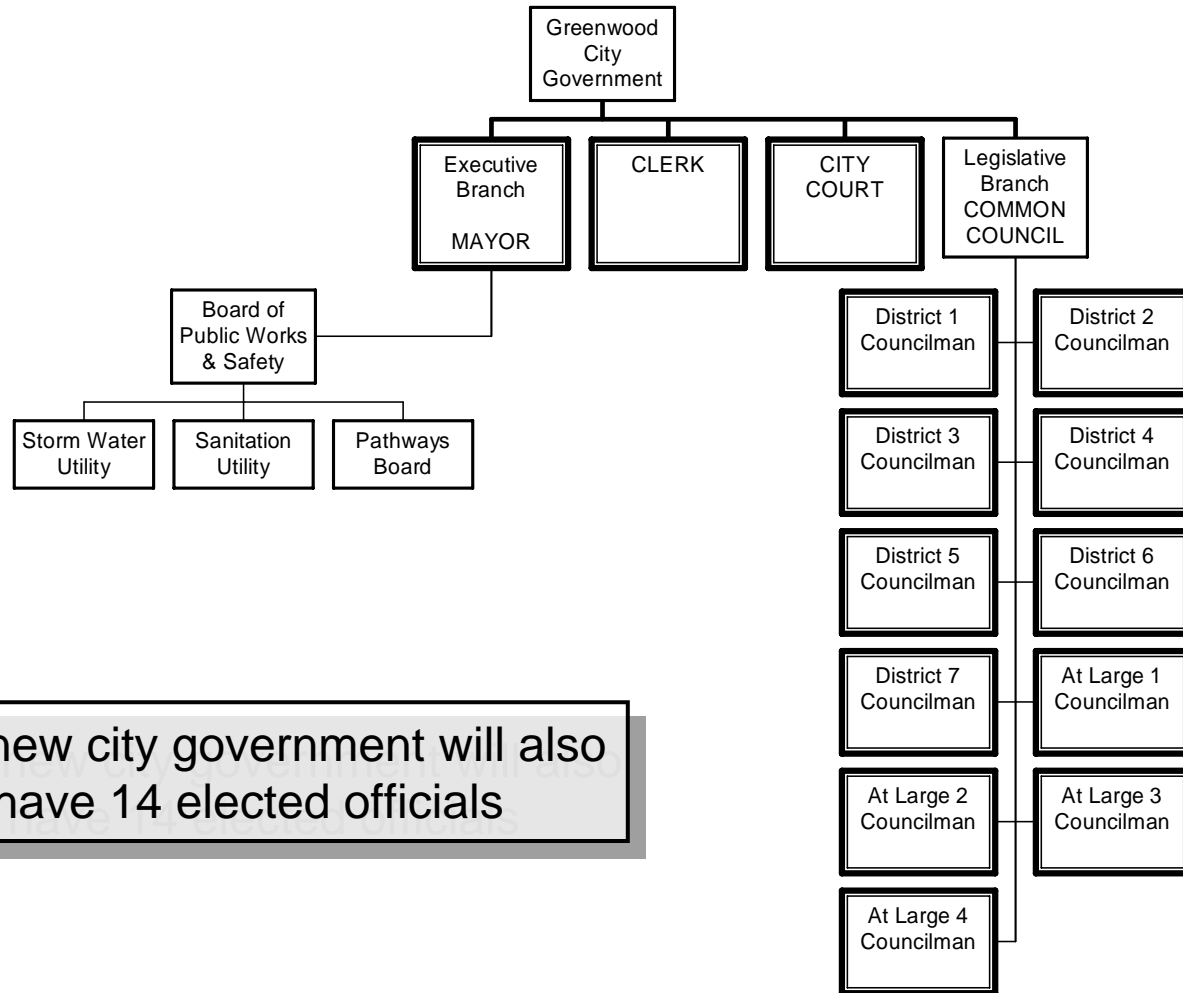 Greenwood
City
Government
Executive
Branch
MAYOR
CLERK
CITY
COURT
Legislative
Branch
COMMON
COUNCIL
Board of
Public Works
& Safety
Storm Water
Utility
Sanitation
Utility
Pathways
Board
District 1
Councilman
District 2
Councilman
District 3
Councilman
District 4
Councilman
District 5
Councilman
District 6
Councilman
District 7
Councilman
At Large 1
Councilman
At Large 2
Councilman
At Large 3
Councilman
At Large 4
Councilman
new city government will also
have 14 elected officials